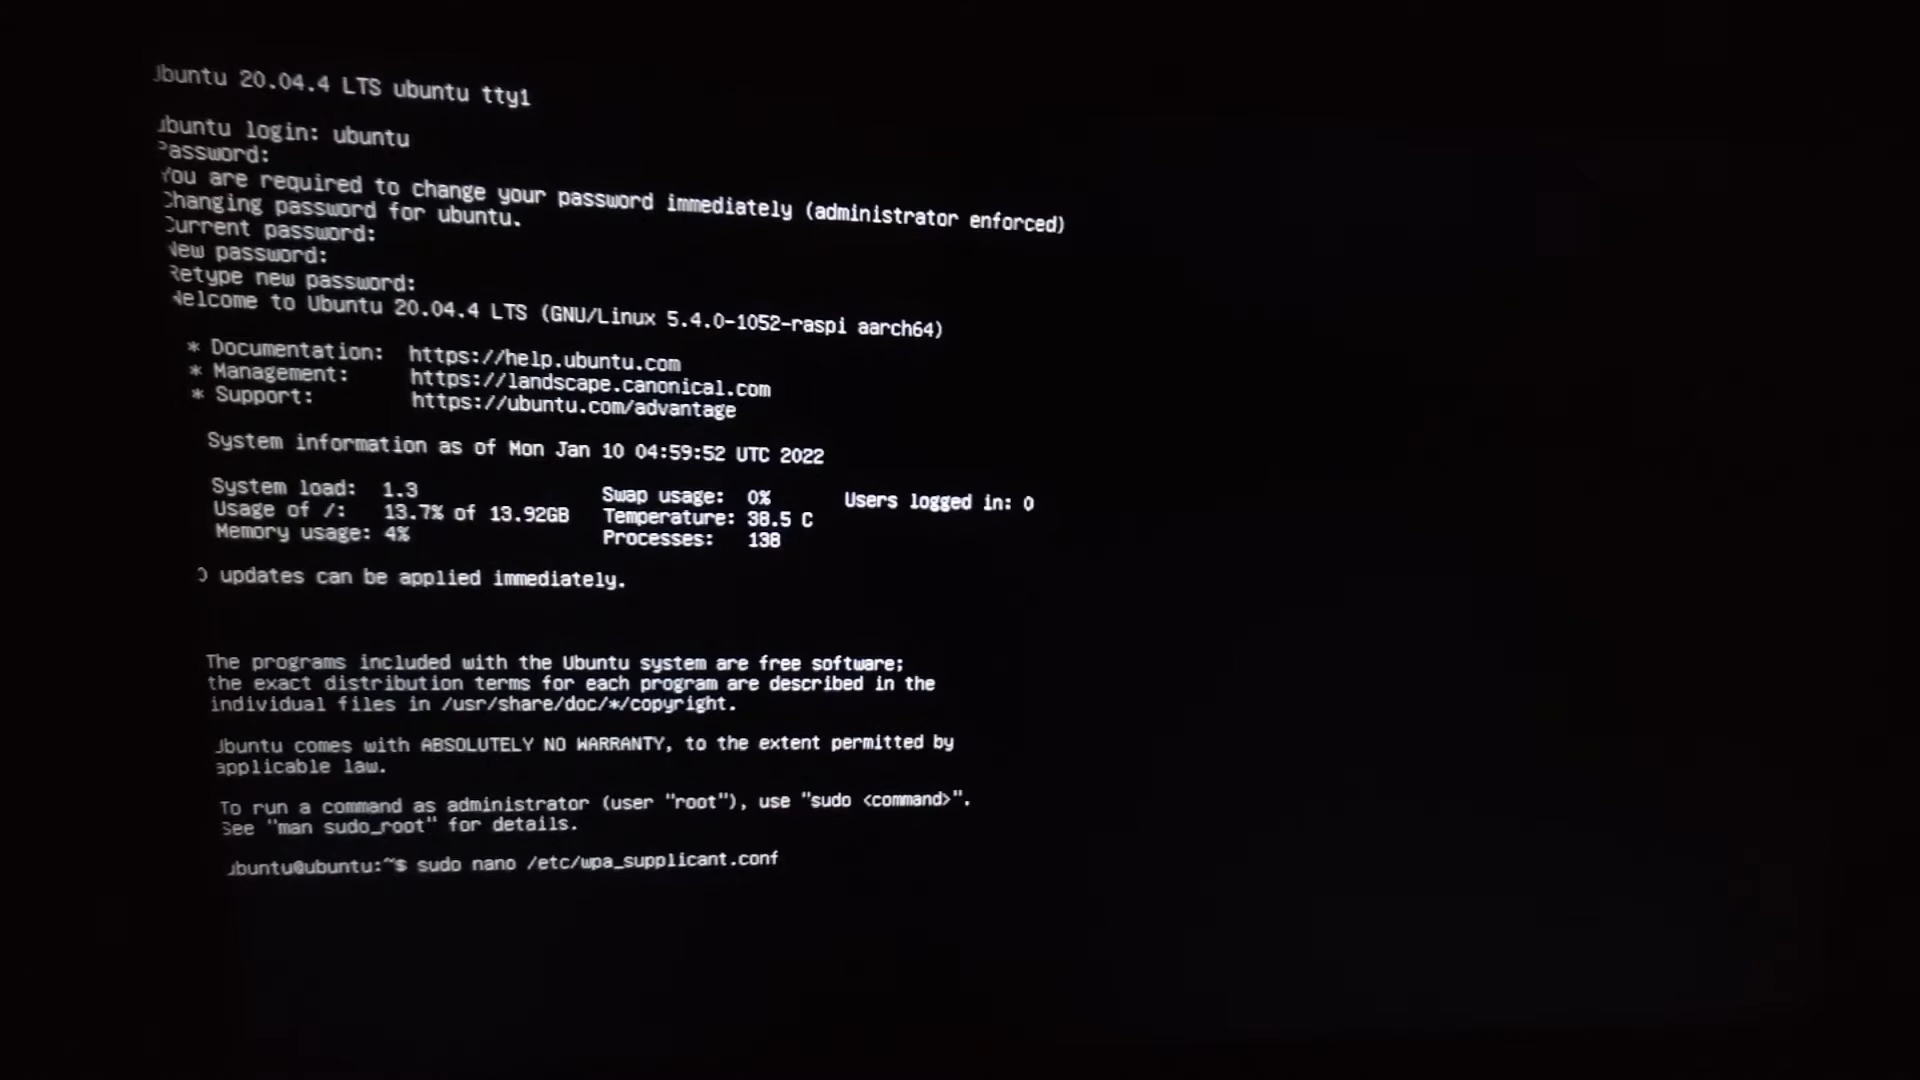 Ubuntu 20.04.4 LTS ubuntu tty1
ubuntu login: ubuntu
Password:
You are required to change your password immediately (administrator enforced)
Changing password for ubuntu.
Current password:
New password:
Retype new password:
Welcome to Ubuntu 20.04.4 LTS (GNU/Linux 5.4.0-1052-raspi aarch64)
* Documentation: https://help.ubuntu.com
* Management: https://landscape.canonical.com
* Support: https://ubuntu.com/advantage
System information as of Mon Jan 10 04:59:52 UTC 2022
System load: 1.3 Swap usage: 0% Users logged in: 0
Usage of /: 13.7% of 13.92GB Temperature: 38.5 C
Memory usage: 4% Processes: 138
0 updates can be applied immediately.
The programs included with the Ubuntu system are free software;
the exact distribution terms for each program are described in the
individual files in /usr/share/doc/*/copyright.
Ubuntu comes with ABSOLUTELY NO WARRANTY, to the extent permitted by
applicable law.
To run a command as administrator (user "root"), use "sudo <command>".
See "man sudo_root" for details.
ubuntu@ubuntu:~$ sudo nano /etc/wpa_supplicant.conf